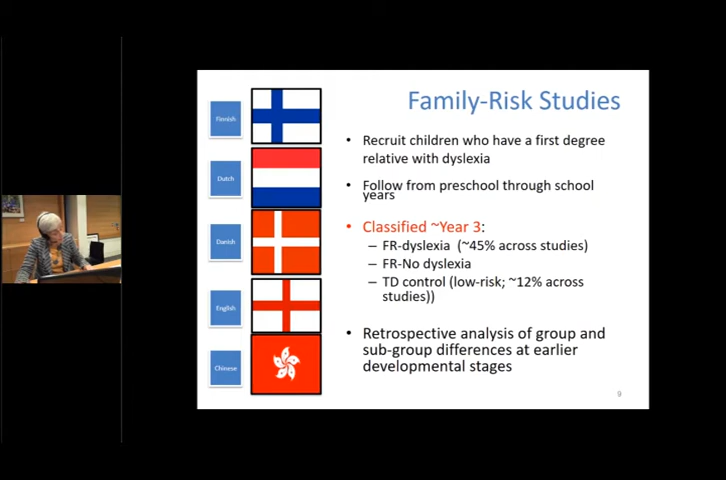 Family-Risk Studies
Finnish
Dutch
Danish
English
Chinese
• Recruit children who have a first degree
relative with dyslexia
• Follow from preschool through school
years
• Classified ~Year 3:
– FR-dyslexia (~45% across studies)
– FR-No dyslexia
– TD control (low-risk; ~12% across
studies))
• Retrospective analysis of group and
sub-group differences at earlier
developmental stages
9